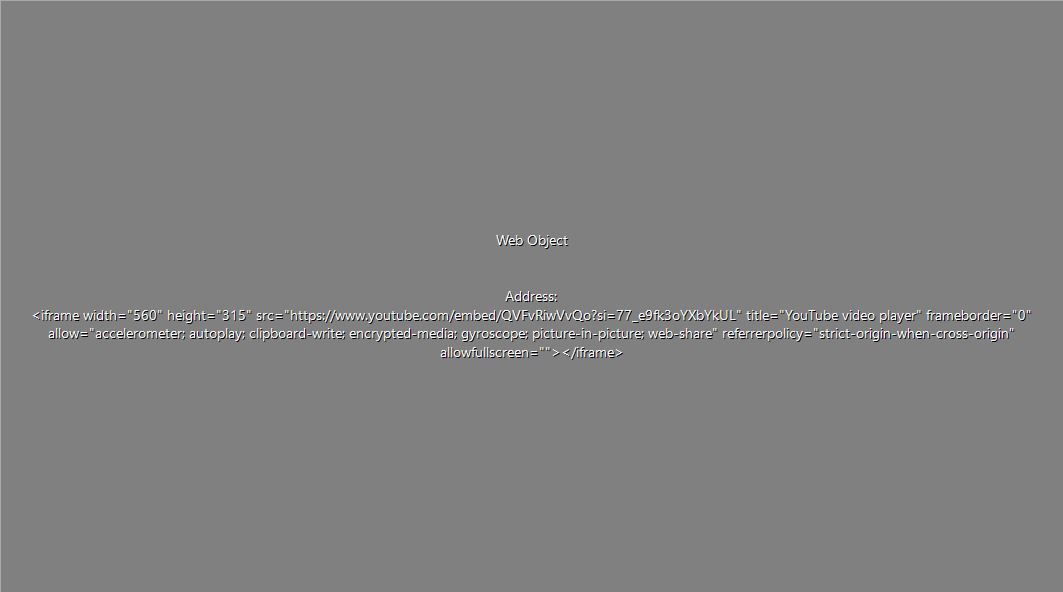 Web Object
Address:
<iframe width="560" height="315" src="https://www.youtube.com/embed/QVFvRiwVvQo?si=77_e9fk3oYXbYkUL" title="YouTube video player" frameborder="0"
allow="accelerometer; autoplay; clipboard-write; encrypted-media; gyroscope; picture-in-picture; web-share" referrerpolicy="strict-origin-when-cross-origin"
allowfullscreen=""></iframe>